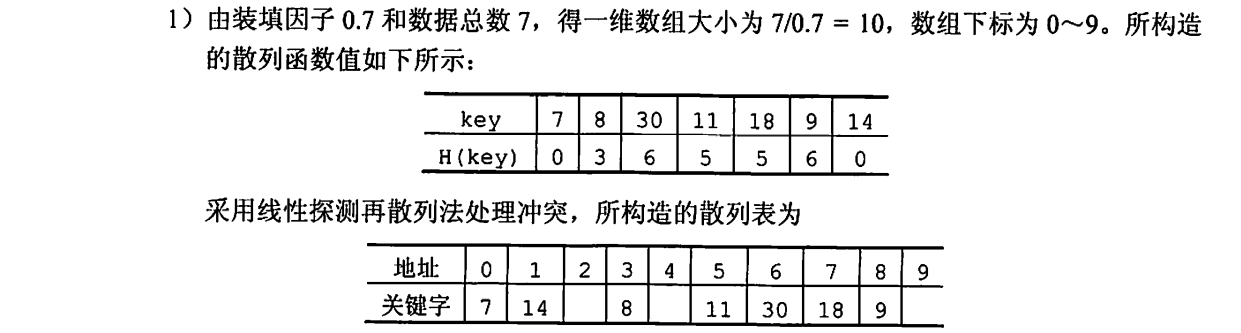 1）由装填因子 0.7 和数据总数 7，得一维数组大小为 7/0.7 = 10，数组下标为 0～9。所构造
的散列函数值如下所示：
key 7 8 30 11 18 9 14
H(key) 0 3 6 5 5 6 0
采用线性探测再散列法处理冲突，所构造的散列表为
地址 0 1 2 3 4 5 6 7 8 9
关键字 7 14 8 11 30 18 9